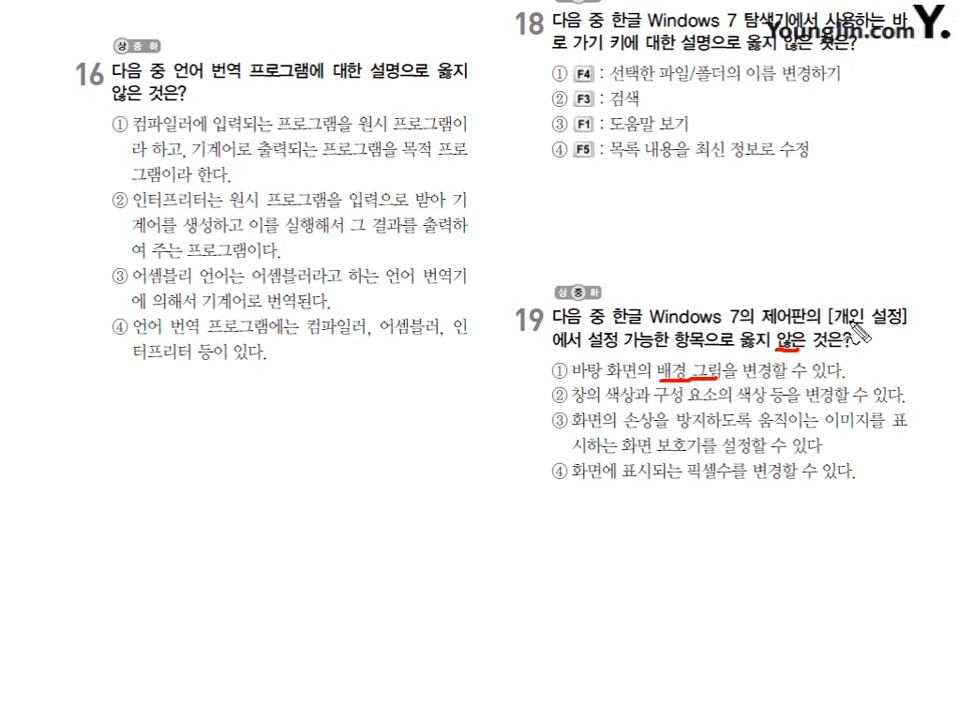 상 중 하
16 다음 중 언어 번역 프로그램에 대한 설명으로 옳지
않은 것은?
① 컴파일러에 입력되는 프로그램을 원시 프로그램이
라 하고, 기계어로 출력되는 프로그램을 목적 프로
그램이라 한다.
② 인터프리터는 원시 프로그램을 입력으로 받아 기
계어를 생성하고 이를 실행해서 그 결과를 출력하
여 주는 프로그램이다.
③ 어셈블리 언어는 어셈블러라고 하는 언어 번역기
에 의해서 기계어로 번역된다.
④ 언어 번역 프로그램에는 컴파일러, 어셈블러, 인
터프리터 등이 있다.
18 다음 중 한글 Windows 7 탐색기에서 사용하는 바
로 가기 키에 대한 설명으로 옳지 않은 것은?
Youngjin.com Y.
① F4 : 선택한 파일/폴더의 이름 변경하기
② F3 : 검색
③ F1 : 도움말 보기
④ F5 : 목록 내용을 최신 정보로 수정
상 중 하
19 다음 중 한글 Windows 7의 제어판의 [개인 설정]
에서 설정 가능한 항목으로 옳지 않은 것은?
① 바탕 화면의 배경 그림을 변경할 수 있다.
② 창의 색상과 구성 요소의 색상 등을 변경할 수 있다.
③ 화면의 손상을 방지하도록 움직이는 이미지를 표
시하는 화면 보호기를 설정할 수 있다
④ 화면에 표시되는 픽셀수를 변경할 수 있다.